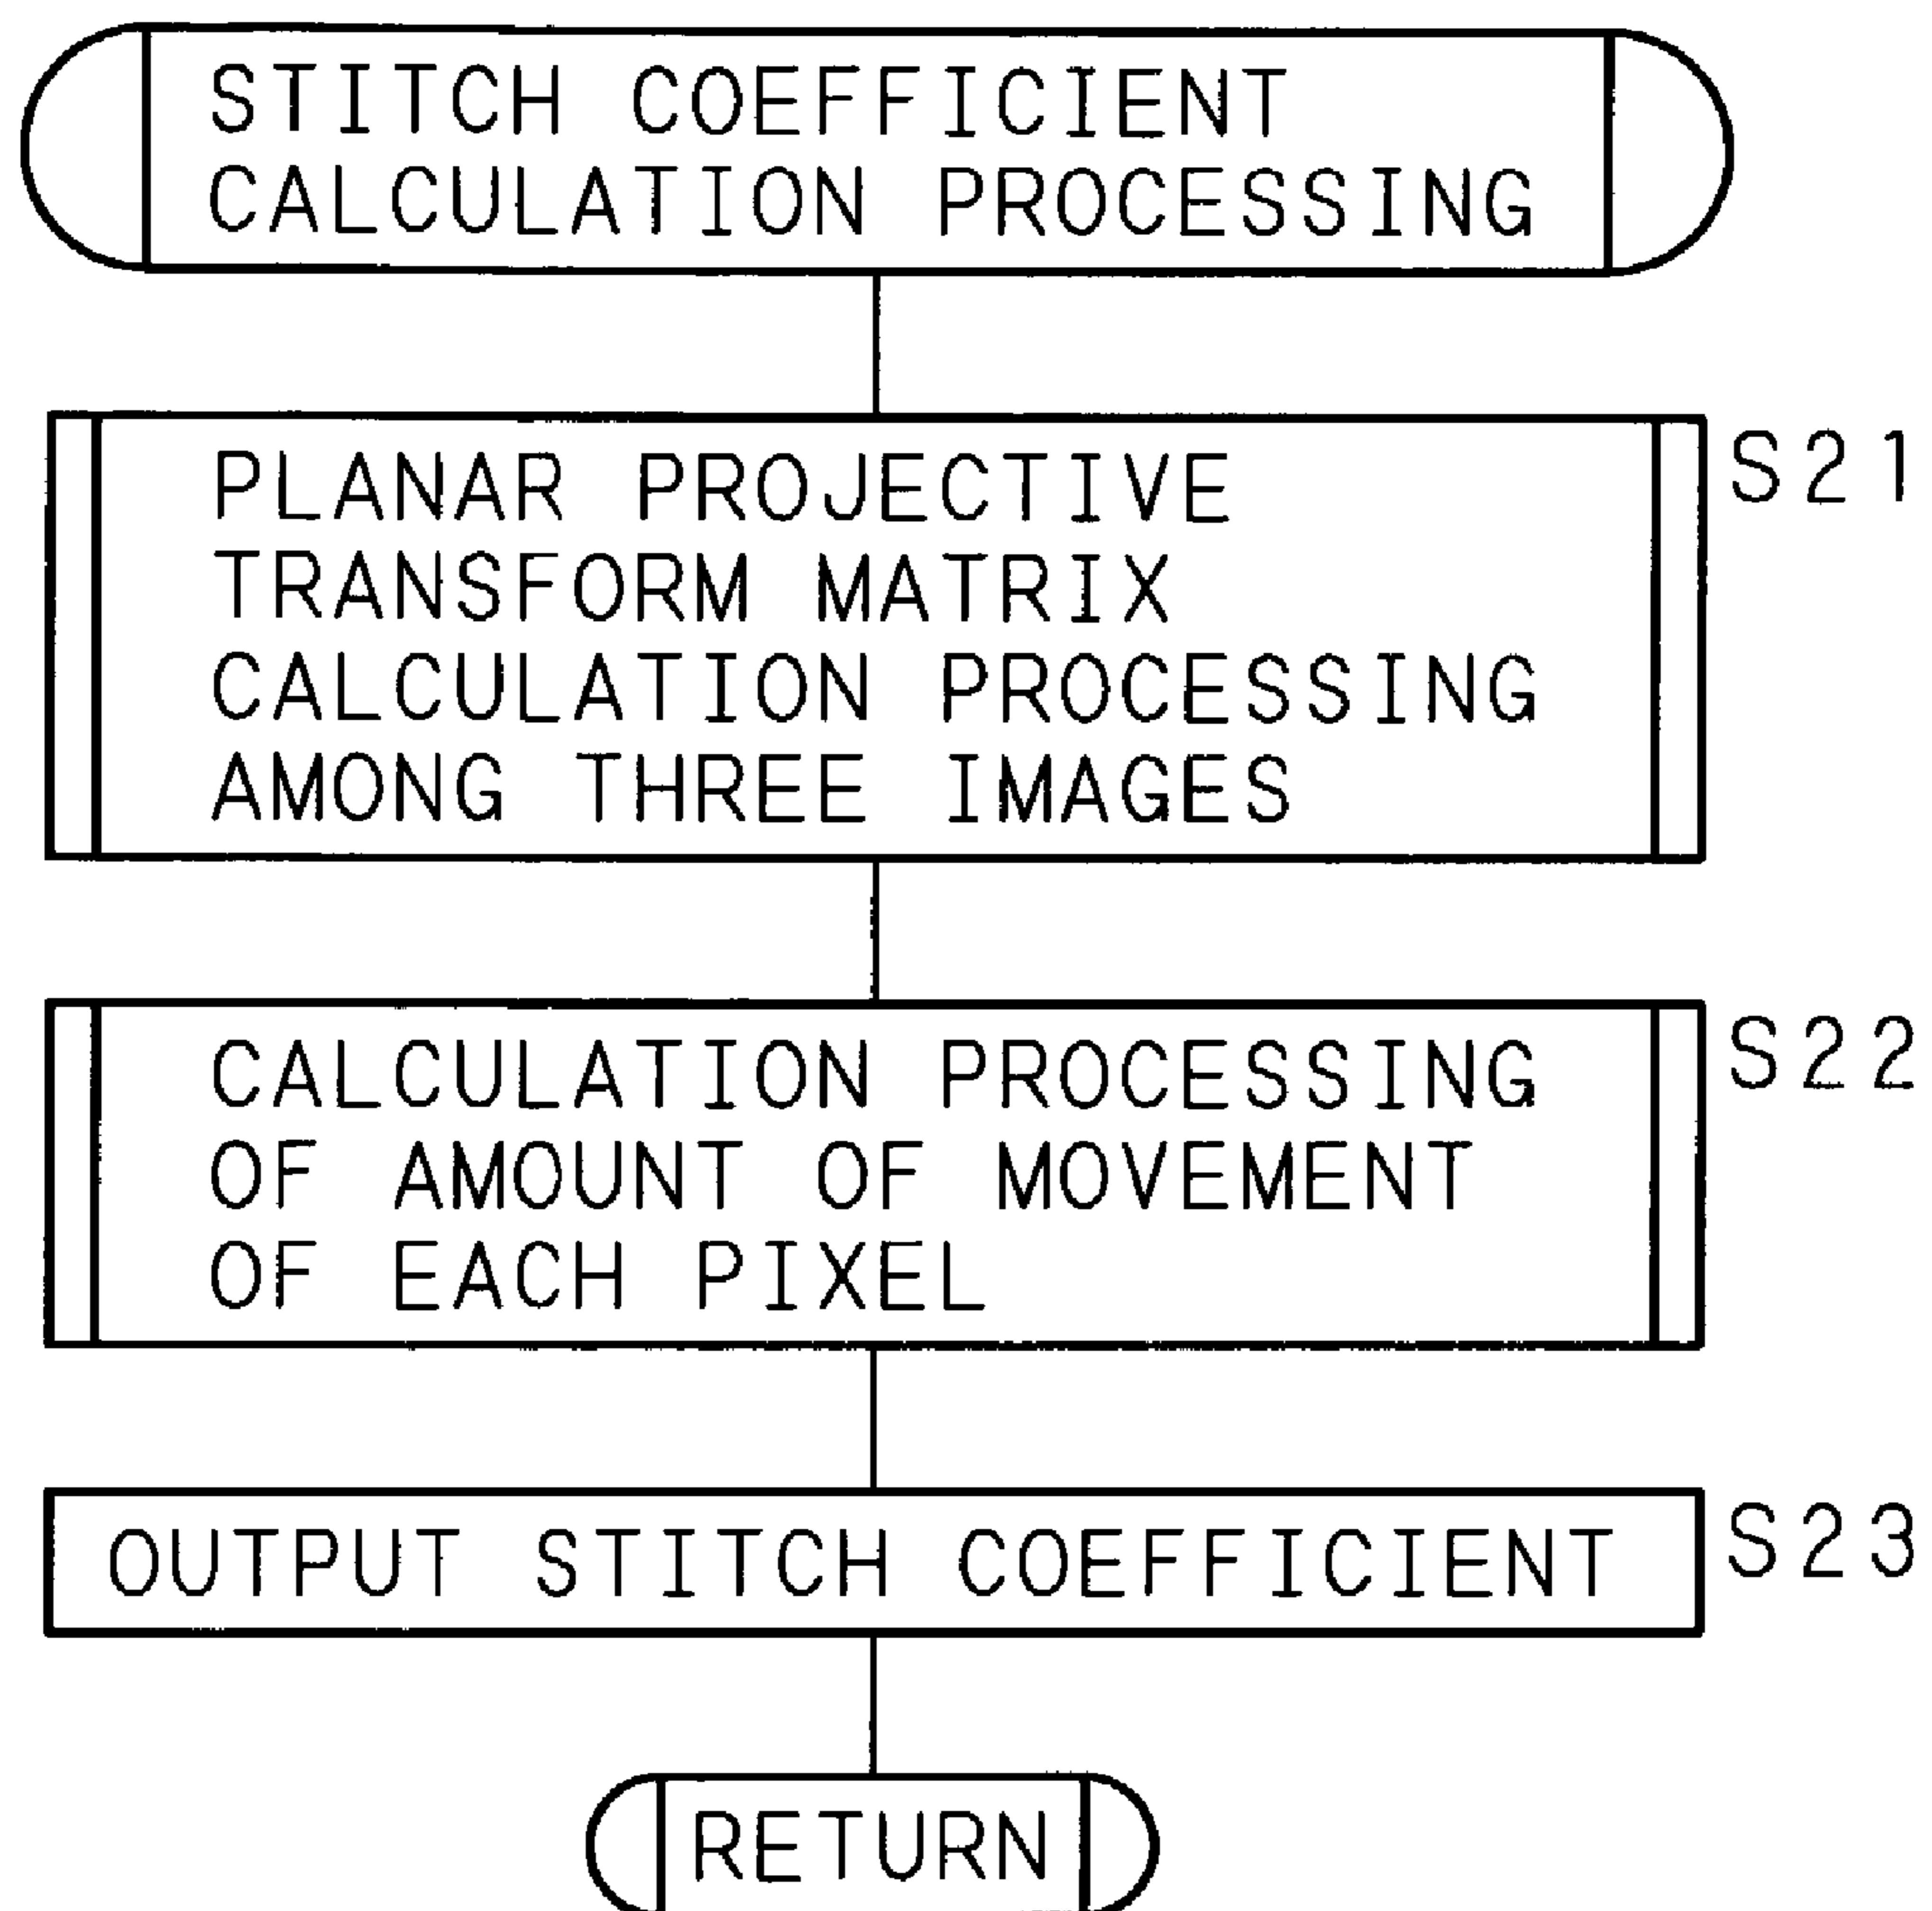 STITCH COEFFICIENT
CALCULATION PROCESSING
PLANAR PROJECTIVE
TRANSFORM MATRIX
CALCULATION PROCESSING
AMONG THREE IMAGES
S21
CALCULATION PROCESSING
OF AMOUNT OF MOVEMENT
OF EACH PIXEL
S22
OUTPUT STITCH COEFFICIENT
S23
RETURN